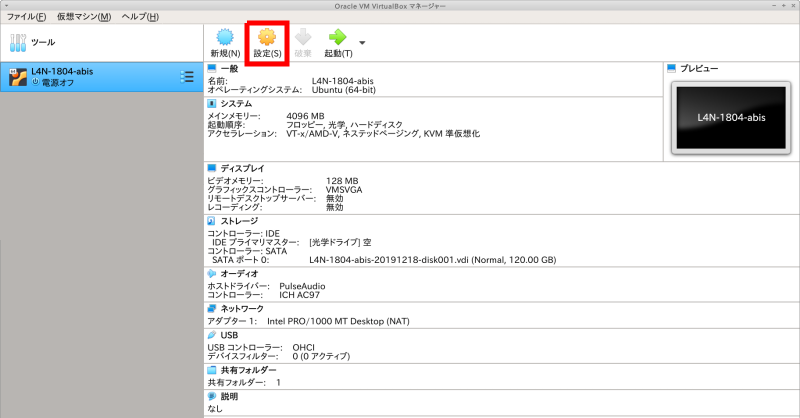 Oracle VM VirtualBox マネージャー
ファイル(F) 仮想マシン(M) ヘルプ(H)
ツール
新規(N) 設定(S) 破棄 起動(T)
L4N-1804-abis
電源オフ
一般
名前: L4N-1804-abis
オペレーティングシステム: Ubuntu (64-bit)
プレビュー
L4N-1804-abis
システム
メインメモリー: 4096 MB
起動順序: フロッピー, 光学, ハードディスク
アクセラレーション: VT-x/AMD-V, ネステッドページング, KVM 準仮想化
ディスプレイ
ビデオメモリー: 128 MB
グラフィックスコントローラー: VMSVGA
リモートデスクトップサーバー: 無効
レコーディング: 無効
ストレージ
コントローラー: IDE
IDE プライマリマスター: [光学ドライブ] 空
コントローラー: SATA
SATA ポート 0: L4N-1804-abis-20191218-disk001.vdi (Normal, 120.00 GB)
オーディオ
ホストドライバー: PulseAudio
コントローラー: ICH AC97
ネットワーク
アダプター 1: Intel PRO/1000 MT Desktop (NAT)
USB
USB コントローラー: OHCI
デバイスフィルター: 0 (0 アクティブ)
共有フォルダー
共有フォルダー: 1
説明
なし